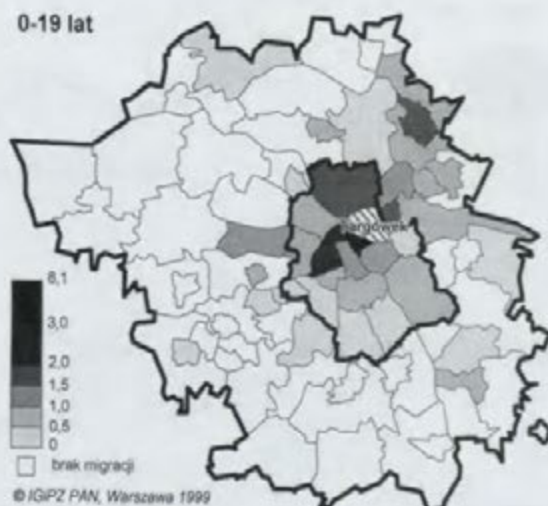 0-19 lat
Targówek
8,1
3,0
2,0
1,5
1,0
0,5
0
brak migracji
© IGiPZ PAN, Warszawa 1999